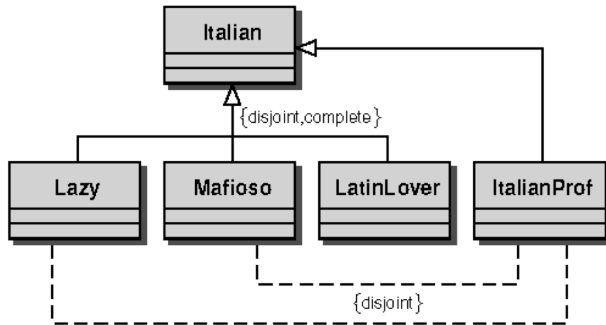 Italian
{disjoint,complete}
Lazy
Mafioso
LatinLover
ItalianProf
{disjoint}